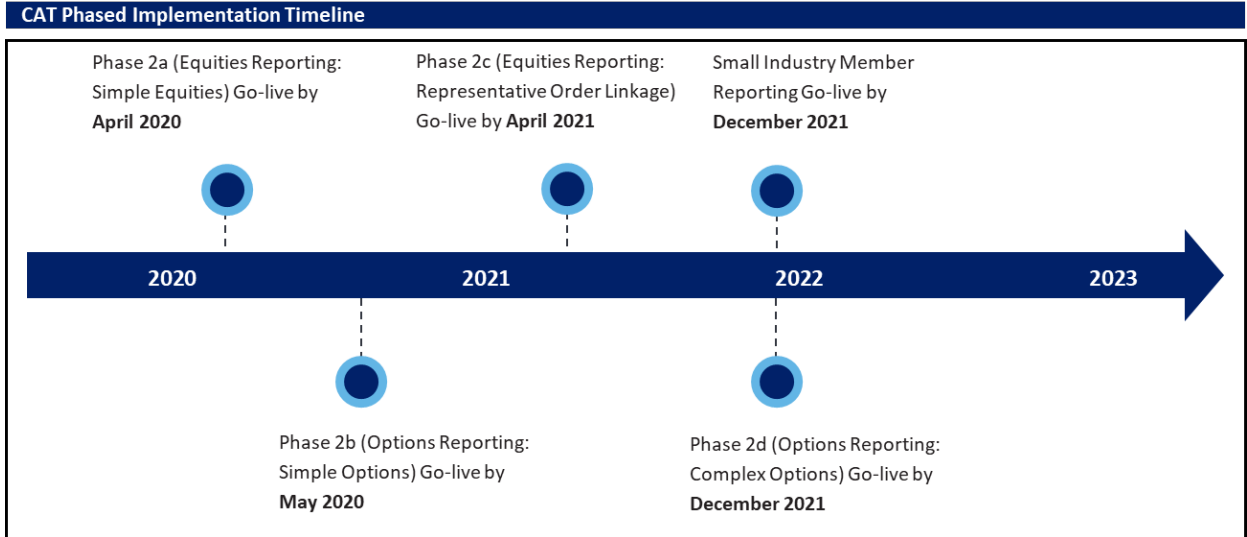 CAT Phased Implementation Timeline
Phase 2a (Equities Reporting:
Simple Equities) Go-live by
April 2020
Phase 2c (Equities Reporting:
Representative Order Linkage)
Go-live by April 2021
Small Industry Member
Reporting Go-live by
December 2021
2020
2021
2022
2023
Phase 2b (Options Reporting:
Simple Options) Go-live by
May 2020
Phase 2d (Options Reporting:
Complex Options) Go-live by
December 2021